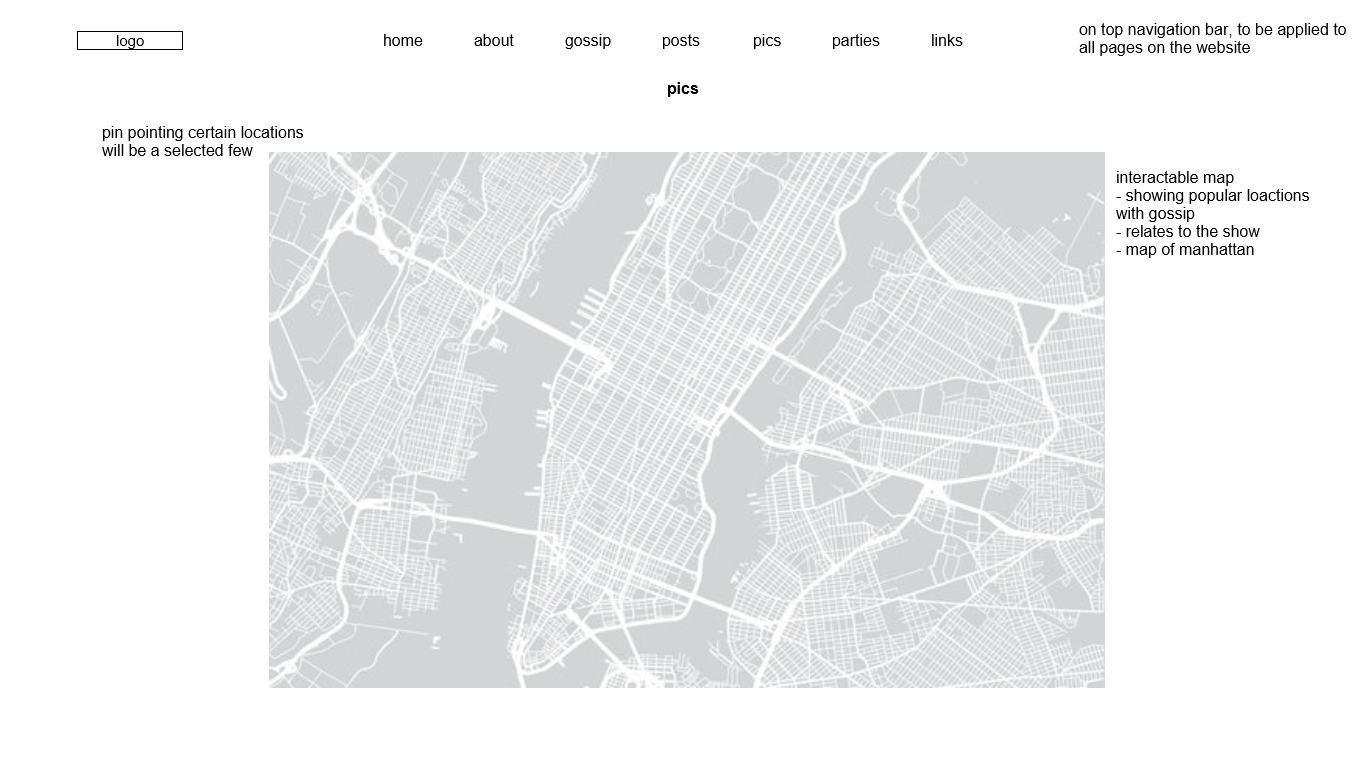 logo
home about gossip posts pics parties links
on top navigation bar, to be applied to
all pages on the website
pics
pin pointing certain locations
will be a selected few
interactable map
- showing popular loactions
with gossip
- relates to the show
- map of manhattan